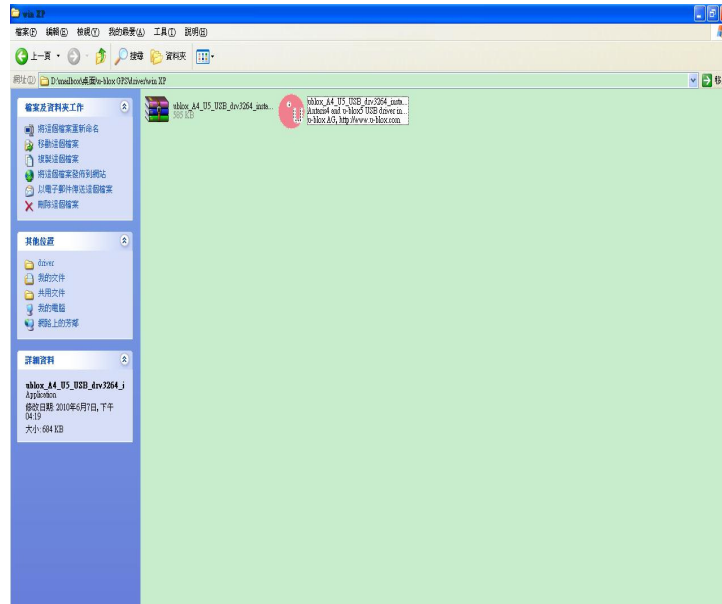 win XP
檔案(F) 編輯(E) 檢視(V) 我的最愛(A) 工具(T) 說明(H)
上一頁 搜尋 資料夾
網址(D) D:\mailbox\桌面\u-blox GPS\driver\win XP 移
檔案及資料夾工作
將這個檔案重新命名
移動這個檔案
複製這個檔案
將這個檔案發佈到網站
以電子郵件傳送這個檔案
刪除這個檔案
其他位置
driver
我的文件
共用文件
我的電腦
網路上的芳鄰
詳細資料
ublox_A4_U5_USB_drv3264_i
Application
修改日期: 2010年6月7日, 下午
04:19
大小: 684 KB
ublox_A4_U5_USB_drv3264_insta...
585 KB
ublox_A4_U5_USB_drv3264_insta...
Antaris4 and u-blox5 USB driver in...
u-blox AG, http://www.u-blox.com